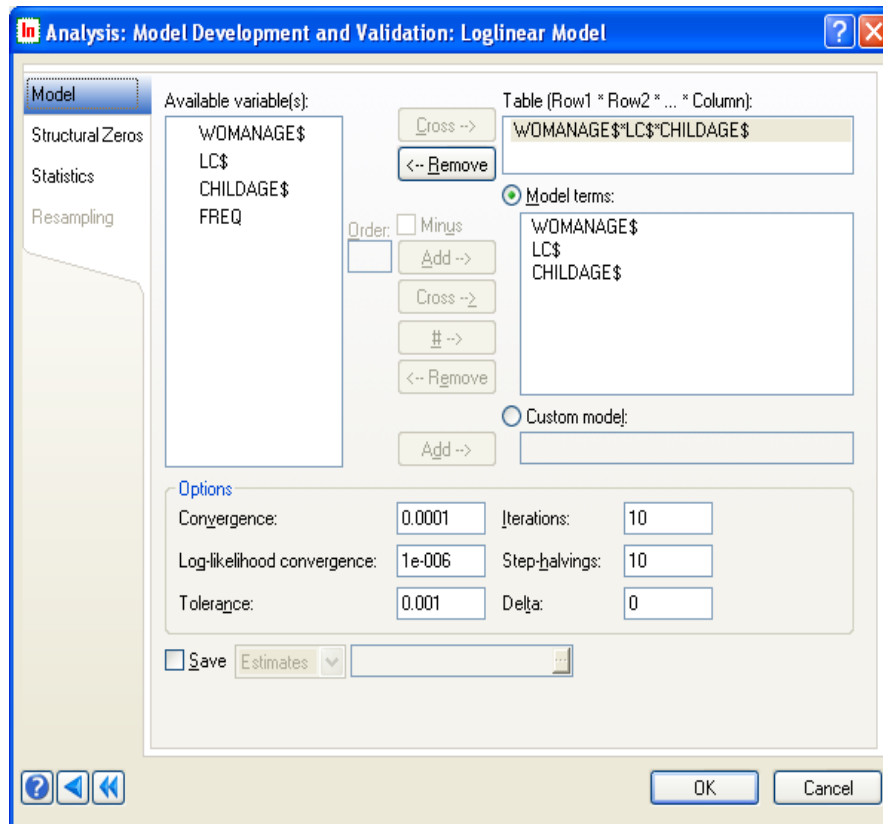 In Analysis: Model Development and Validation: Loglinear Model ?
Model
Structural Zeros
Statistics
Resampling
Available variable(s):
WOMANAGE$
LC$
CHILDAGE$
FREQ
Cross -->
<-- Remove
Table (Row1 * Row2 * ... * Column):
WOMANAGE$*LC$*CHILDAGE$
Model terms:
WOMANAGE$
LC$
CHILDAGE$
Order:
Minus
Add -->
Cross -->
# -->
<-- Remove
Custom model:
Add -->
Options
Convergence: 0.0001 Iterations: 10
Log-likelihood convergence: 1e-006 Step-halvings: 10
Tolerance: 0.001 Delta: 0
Save Estimates ...
? OK Cancel